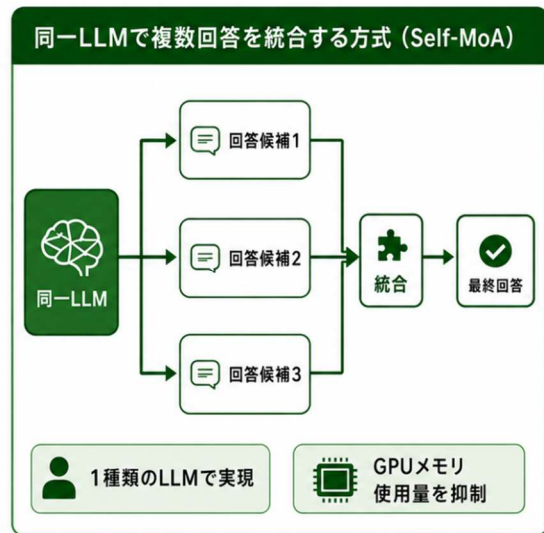 同一LLMで複数回答を統合する方式（Self-MoA）
回答候補1
回答候補2
回答候補3
同一LLM
統合
最終回答
1種類のLLMで実現
GPUメモリ
使用量を抑制